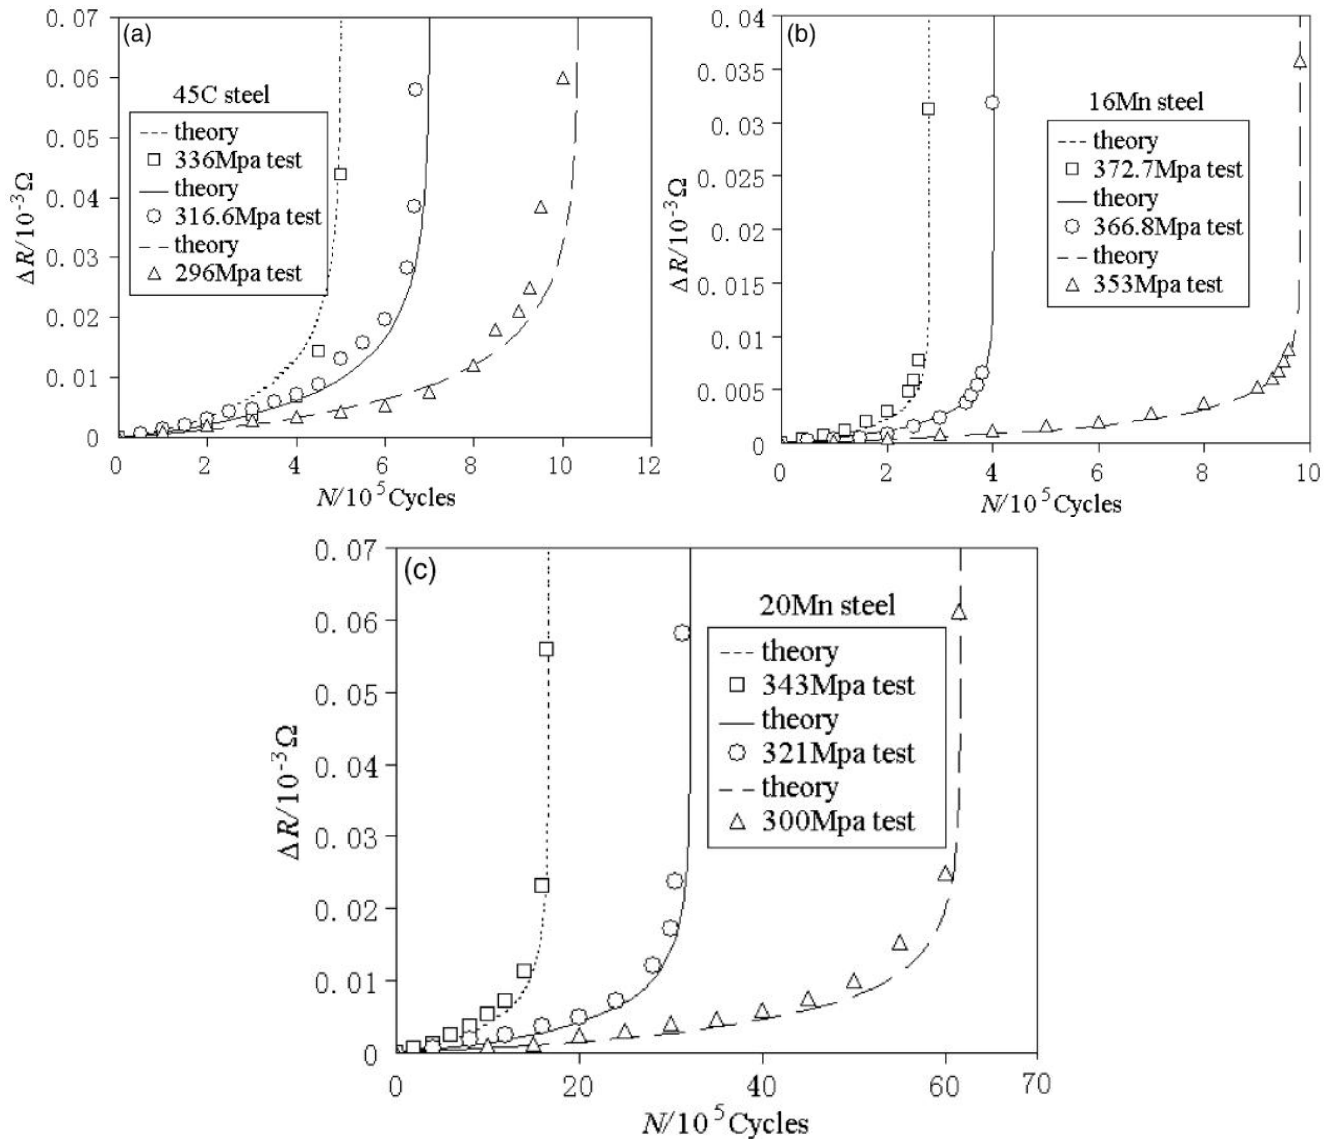 (a)
0.07
0.06
0.05
0.04
0.03
0.02
0.01
0
ΔR/10⁻³Ω
45C steel
theory
336Mpa test
theory
316.6Mpa test
theory
296Mpa test
0 2 4 6 8 10 12
N/10⁵Cycles
(b)
0.04
0.035
0.03
0.025
0.02
0.015
0.01
0.005
0
ΔR/10⁻³Ω
16Mn steel
theory
372.7Mpa test
theory
366.8Mpa test
theory
353Mpa test
0 2 4 6 8 10
N/10⁵Cycles
(c)
0.07
0.06
0.05
0.04
0.03
0.02
0.01
0
ΔR/10⁻³Ω
20Mn steel
theory
343Mpa test
theory
321Mpa test
theory
300Mpa test
0 20 40 60 70
N/10⁵Cycles